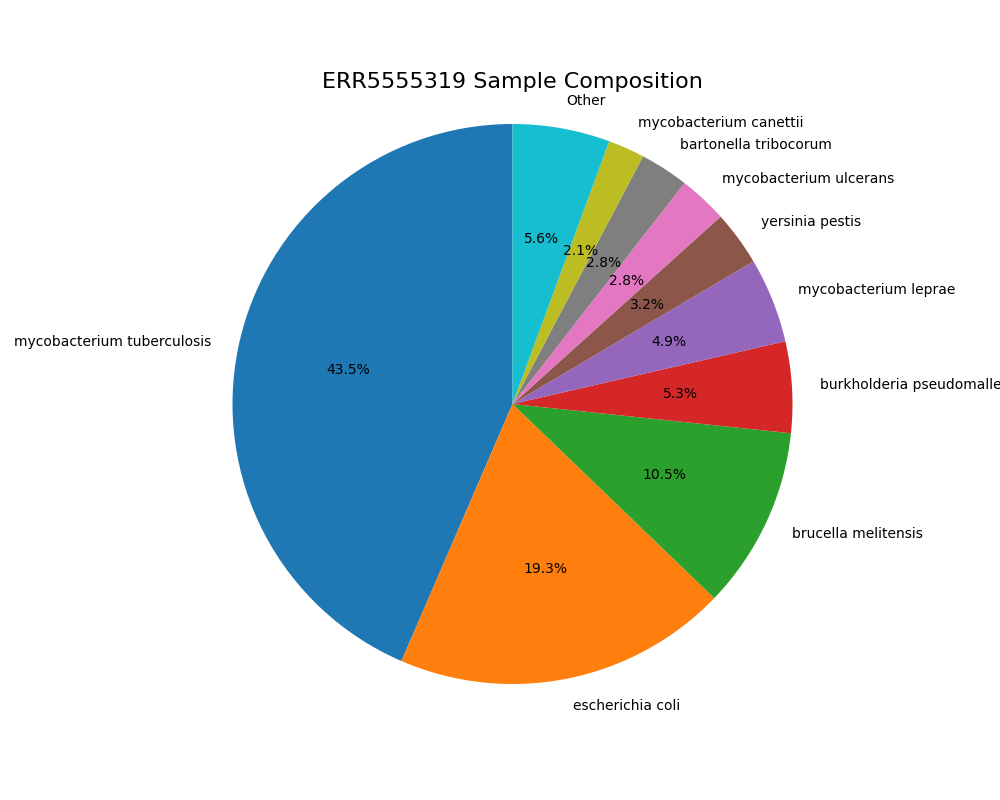 ERR5555319 Sample Composition
Other
mycobacterium canettii
bartonella tribocorum
mycobacterium ulcerans
yersinia pestis
mycobacterium leprae
burkholderia pseudomalle
brucella melitensis
escherichia coli
mycobacterium tuberculosis
5.6%
2.1%
2.8%
2.8%
3.2%
4.9%
5.3%
10.5%
19.3%
43.5%